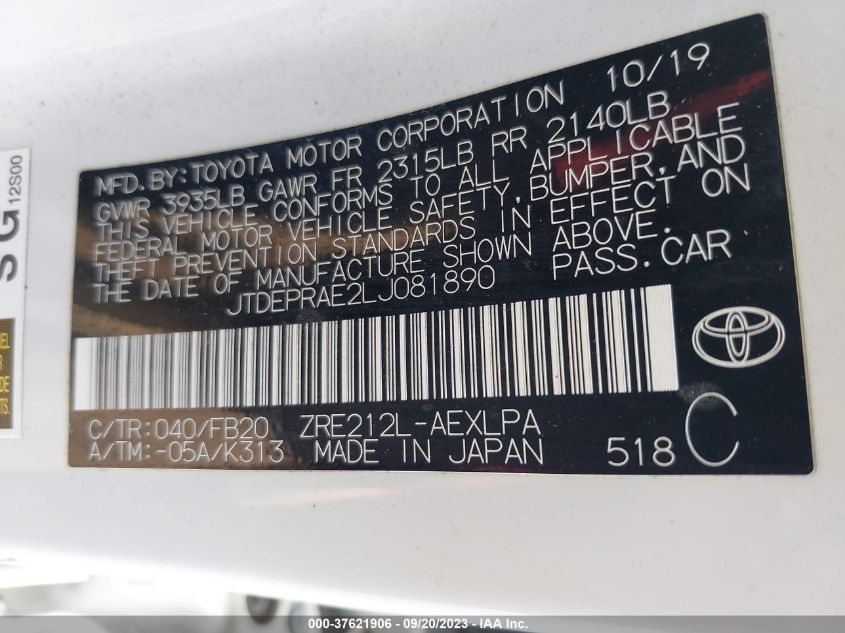 MFD. BY: TOYOTA MOTOR CORPORATION 10/19
GVWR 3935LB GAWR FR 2315LB RR 2140LB
THIS VEHICLE CONFORMS TO ALL APPLICABLE
FEDERAL MOTOR VEHICLE SAFETY, BUMPER, AND
THEFT PREVENTION STANDARDS IN EFFECT ON
THE DATE OF MANUFACTURE SHOWN ABOVE.
JTDEPRAE2LJ081890 PASS. CAR
C/TR: 040/FB20 ZRE212L-AEXLPA
A/TM: -05A/K313 MADE IN JAPAN 518 C
S G
12S00
000-37621906 - 09/20/2023 - IAA Inc.